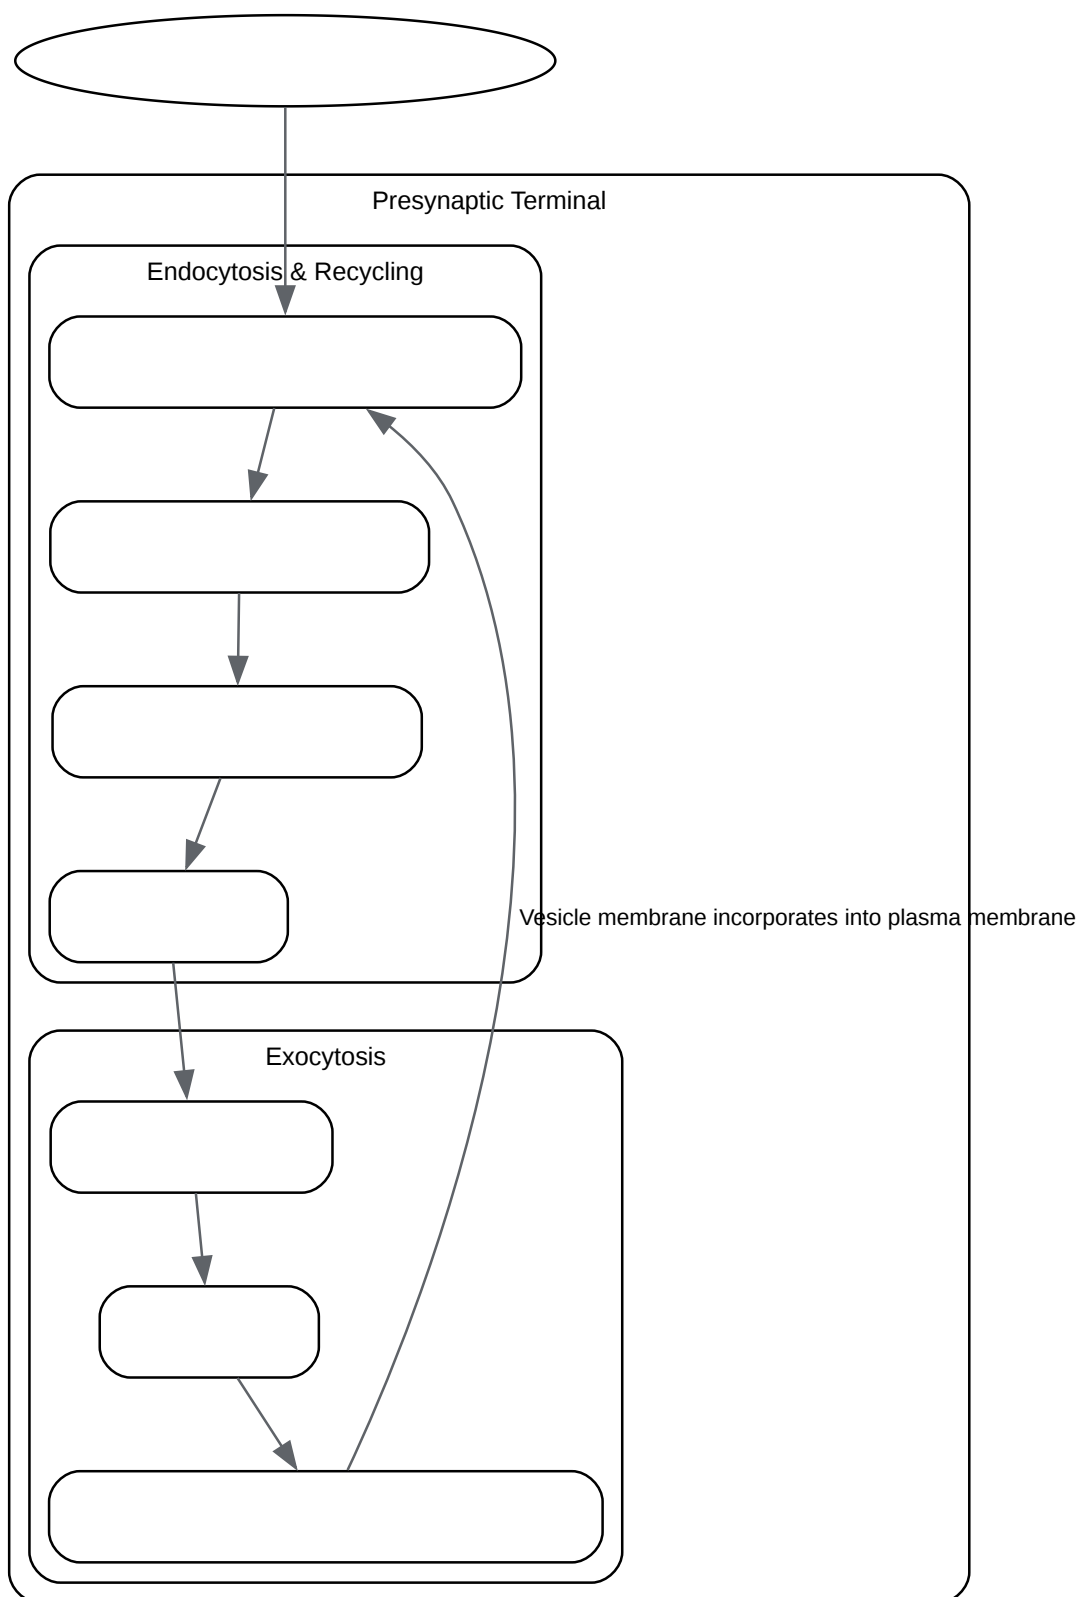 Presynaptic Terminal
Endocytosis & Recycling
Vesicle membrane incorporates into plasma membrane
Exocytosis